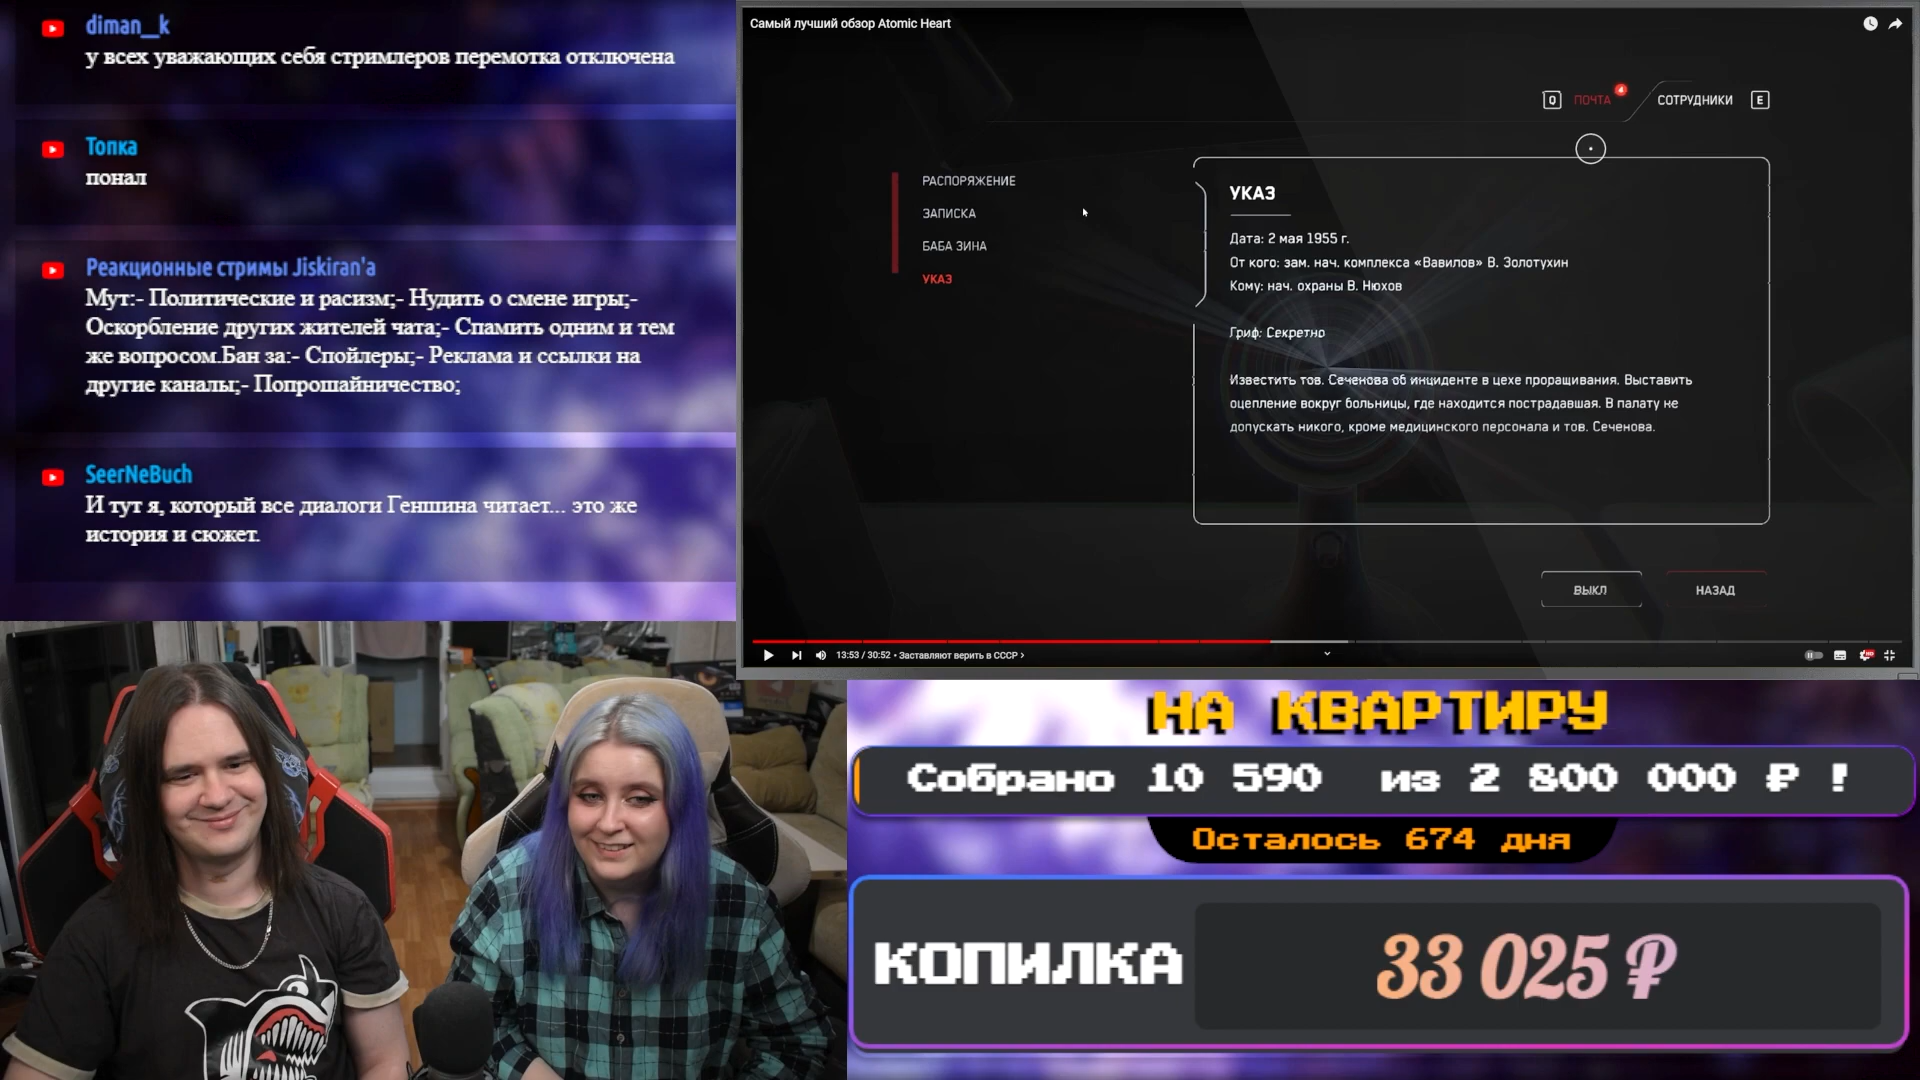 diman__k
у всех уважающих себя стримлеров перемотка отключена
Топка
понал
Реакционные стримы Jiskiran'a
Мут:- Политические и расизм;- Нудить о смене игры;-
Оскорбление других жителей чата;- Спамить одним и тем
же вопросом.Бан за:- Спойлеры;- Реклама и ссылки на
другие каналы;- Попрошайничество;
SeerNeBuch
И тут я, который все диалоги Геншина читает... это же
история и сюжет.
Самый лучший обзор Atomic Heart
Q ПОЧТА 4 СОТРУДНИКИ E
РАСПОРЯЖЕНИЕ
ЗАПИСКА
БАБА ЗИНА
УКАЗ
УКАЗ
Дата: 2 мая 1955 г.
От кого: зам. нач. комплекса «Вавилов» В. Золотухин
Кому: нач. охраны В. Нюхов
Гриф: Секретно
Известить тов. Сеченова об инциденте в цехе проращивания. Выставить
оцепление вокруг больницы, где находится пострадавшая. В палату не
допускать никого, кроме медицинского персонала и тов. Сеченова.
ВЫКЛ НАЗАД
13:53 / 30:52 • Заставляют верить в СССР ›
HD
НА КВАРТИРУ
Собрано 10 590 из 2 800 000 ₽ !
Осталось 674 дня
КОПИЛКА 33 025 ₽